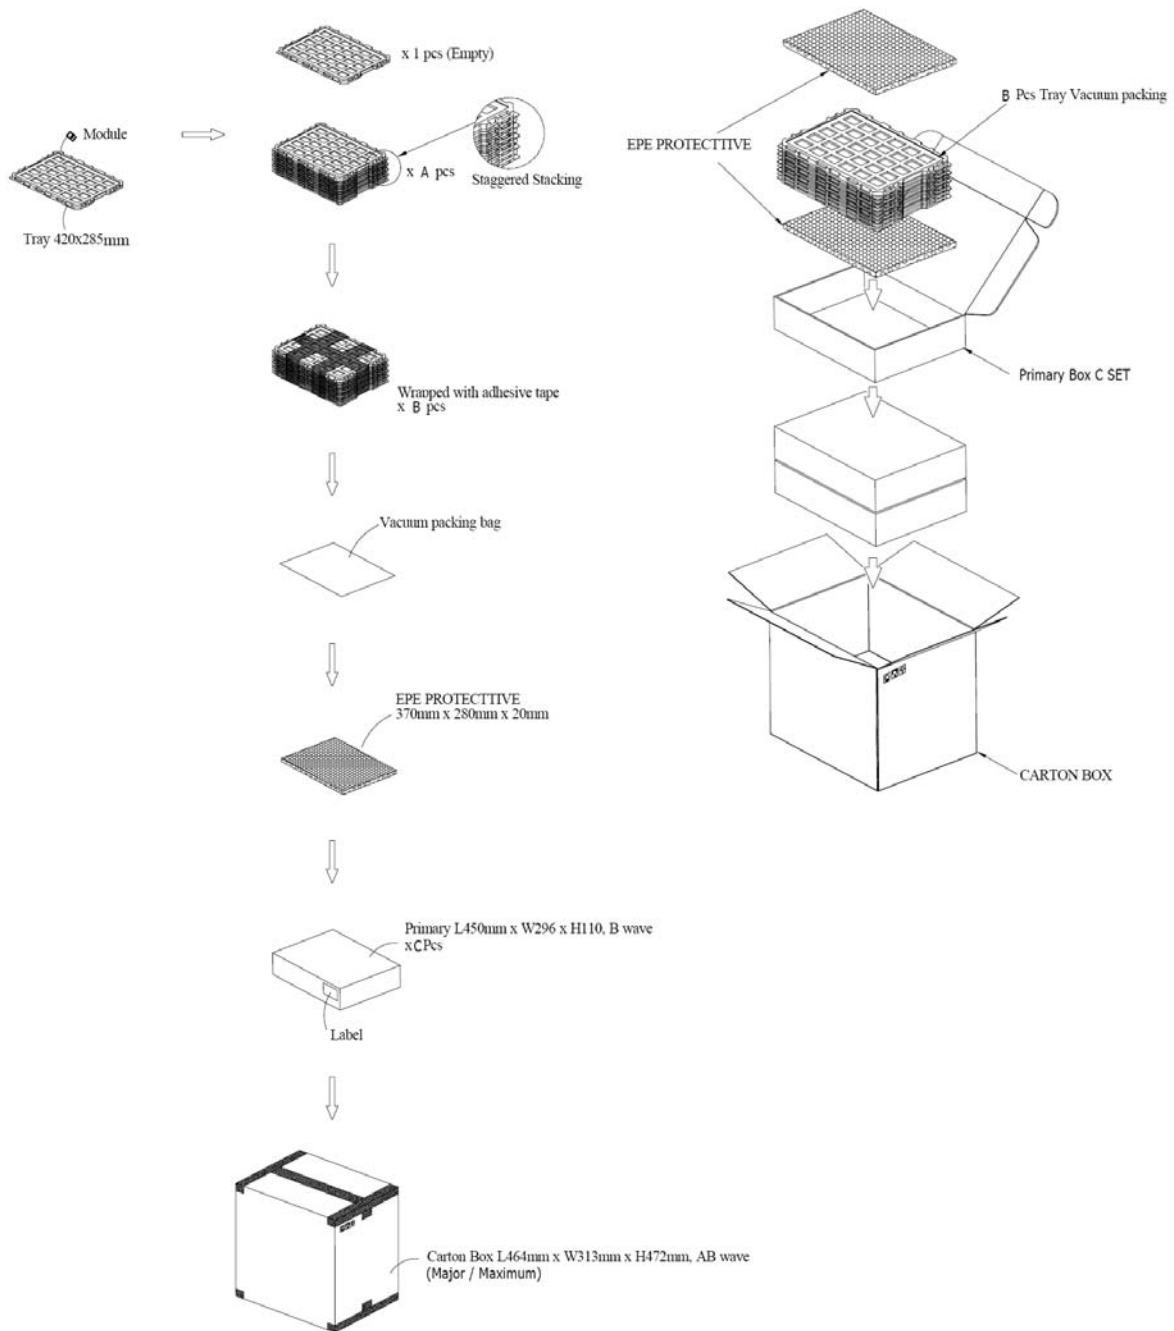 x 1 pcs (Empty)
Module
Tray 420x285mm
x A pcs
Staggered Stacking
Wrapped with adhesive tape
x B pcs
Vacuum packing bag
EPE PROTECTTIVE
370mm x 280mm x 20mm
Primary L450mm x W296 x H110, B wave
xCPcs
Label
Carton Box L464mm x W313mm x H472mm, AB wave
(Major / Maximum)
B Pcs Tray Vacuum packing
EPE PROTECTTIVE
Primary Box C SET
CARTON BOX